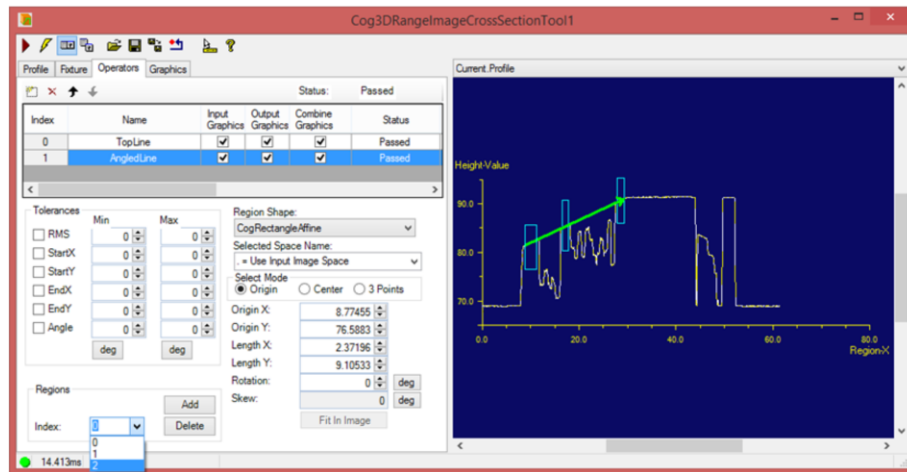 Cog3DRangeImageCrossSectionTool1
Profile Fixture Operators Graphics
Status: Passed
Index Name Input Graphics Output Graphics Combine Graphics Status
0 TopLine Passed
1 AngledLine Passed
Tolerances
Min Max
RMS 0 0
StartX 0 0
StartY 0 0
EndX 0 0
EndY 0 0
Angle 0 0
deg deg
Regions
Add
Index: 0 Delete
0
1
2
Region Shape:
CogRectangleAffine
Selected Space Name:
. = Use Input Image Space
Select Mode
Origin Center 3 Points
Origin X: 8.77455
Origin Y: 76.5883
Length X: 2.37196
Length Y: 9.10533
Rotation: 0 deg
Skew: 0 deg
Fit In Image
14.413ms
Current.Profile
Height-Value
90.0
80.0
70.0
0.0 20.0 40.0 60.0 80.0
Region-X